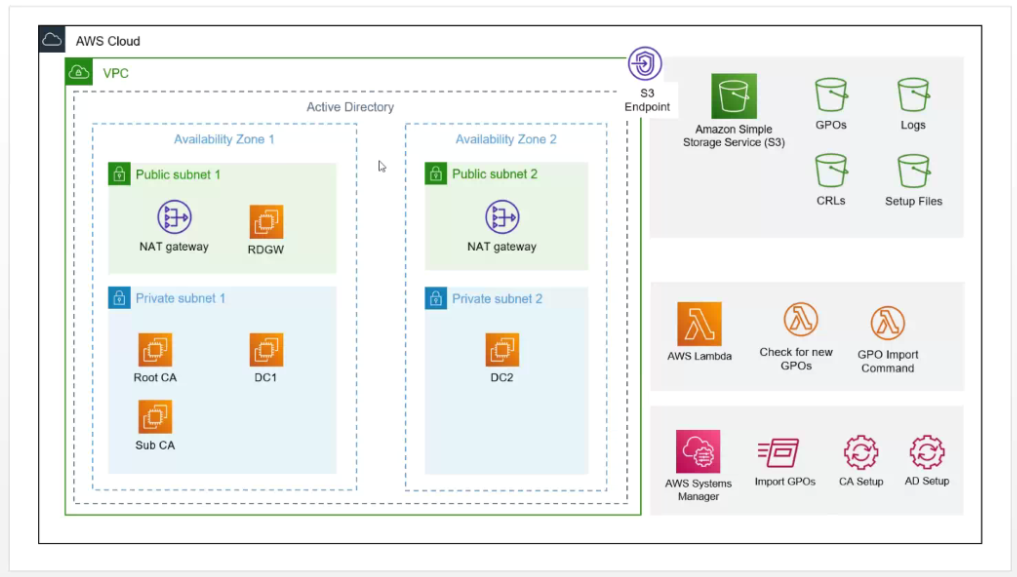 AWS Cloud
VPC
S3
Endpoint
Active Directory
Availability Zone 1
Public subnet 1
NAT gateway
RDGW
Private subnet 1
Root CA
DC1
Sub CA
Availability Zone 2
Public subnet 2
NAT gateway
Private subnet 2
DC2
Amazon Simple
Storage Service (S3)
GPOs
Logs
CRLs
Setup Files
AWS Lambda
Check for new
GPOs
GPO Import
Command
AWS Systems
Manager
Import GPOs
CA Setup
AD Setup